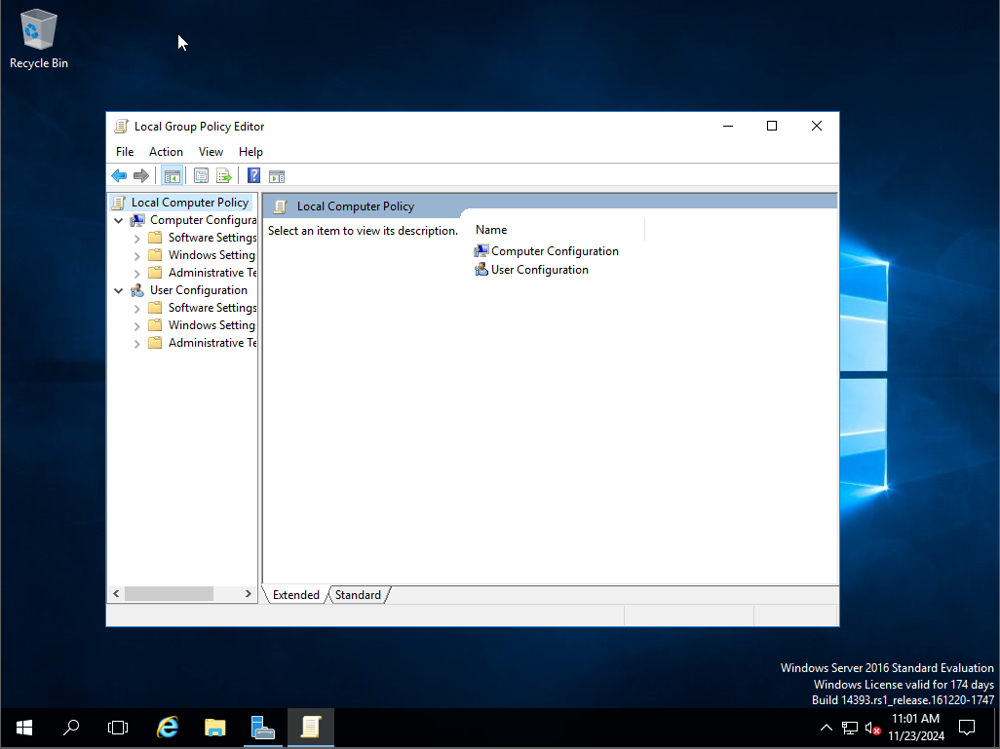 Recycle Bin
Local Group Policy Editor
File Action View Help
Local Computer Policy
Computer Configura
Software Settings
Windows Setting
Administrative Te
User Configuration
Software Settings
Windows Setting
Administrative Te
Local Computer Policy
Select an item to view its description.
Name
Computer Configuration
User Configuration
Extended Standard
Windows Server 2016 Standard Evaluation
Windows License valid for 174 days
Build 14393.rs1_release.161220-1747
11:01 AM
11/23/2024